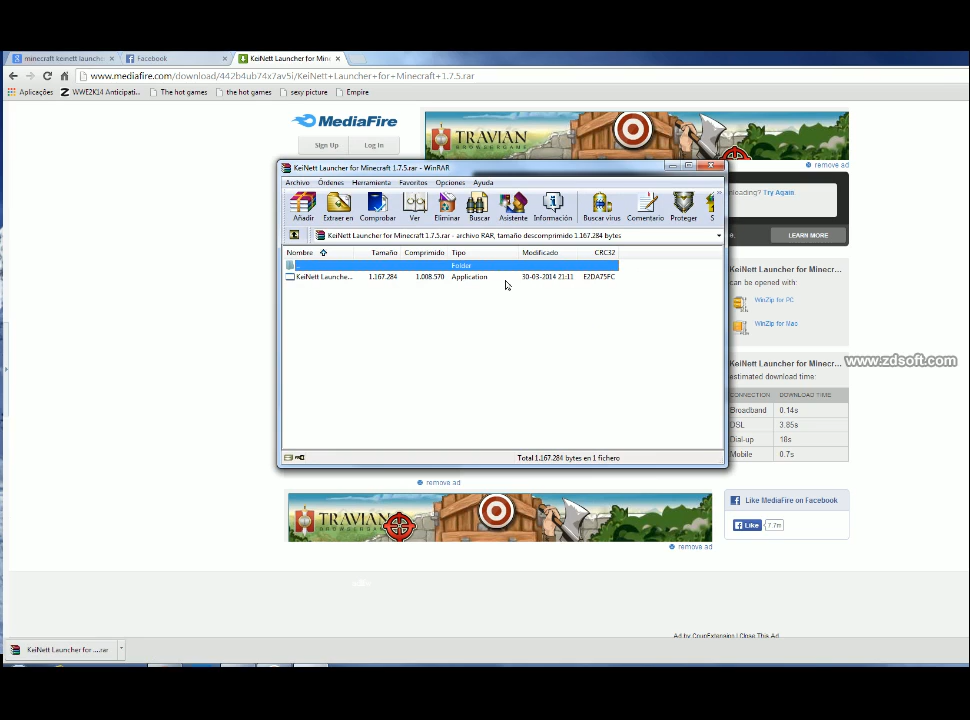 minecraft keinett launche
Facebook
KeiNett Launcher for Mine
www.mediafire.com/download/442b4ub74x7av5i/KeiNett+Launcher+for+Minecraft+1.7.5.rar
Aplicações
WWE2K14 Anticipati..
The hot games
the hot games
sexy picture
Empire
MediaFire
Sign Up
Log In
TRAVIAN
BROWSERGAME
remove ad
KeiNett Launcher for Minecraft 1.7.5.rar - WinRAR
Archivo Órdenes Herramienta Favoritos Opciones Ayuda
Añadir Extraer en Comprobar Ver Eliminar Buscar Asistente Información Buscar virus Comentario Proteger S
nloading? Try Again.
LEARN MORE
KeiNett Launcher for Minecraft 1.7.5.rar - archivo RAR, tamaño descomprimido 1.167.284 bytes
Nombre Tamaño Comprimido Tipo Modificado CRC32
.. Folder
KeiNett Launche... 1.167.284 1.008.570 Application 30-03-2014 21:11 E2DA75FC
KeiNett Launcher for Minecr...
can be opened with:
WinZip for PC
WinZip for Mac
www.zdsoft.com
KeiNett Launcher for Minecr...
estimated download time:
CONNECTION DOWNLOAD TIME
Broadband 0.14s
DSL 3.85s
Dial-up 18s
Mobile 0.7s
Total 1.167.284 bytes en 1 fichero
remove ad
TRAVIAN
BROWSERGAME
Like MediaFire on Facebook
Like 7.7m
remove ad
Ad by CoupExtension | Close This Ad
KeiNett Launcher for ....rar